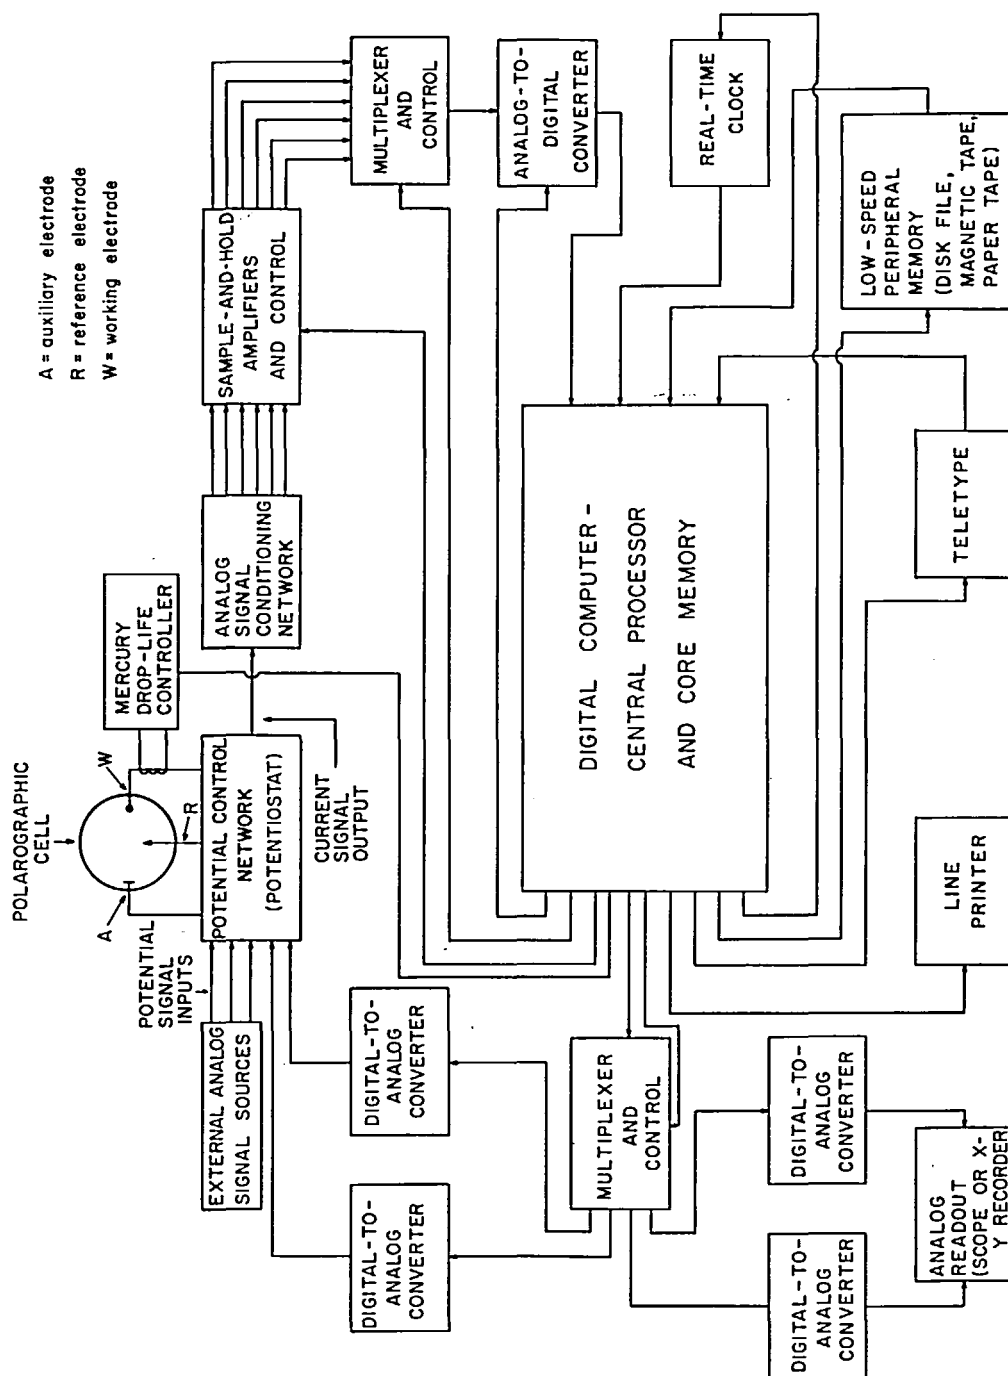 A = auxiliary electrode
R = reference electrode
W = working electrode
POLAROGRAPHIC
CELL
A
W
R
MERCURY
DROP-LIFE
CONTROLLER
POTENTIAL
SIGNAL
INPUTS
EXTERNAL ANALOG
SIGNAL SOURCES
POTENTIAL CONTROL
NETWORK
(POTENTIOSTAT)
CURRENT
SIGNAL
OUTPUT
ANALOG
SIGNAL
CONDITIONING
NETWORK
SAMPLE-AND-HOLD
AMPLIFIERS
AND CONTROL
MULTIPLEXER
AND
CONTROL
ANALOG-TO-
DIGITAL
CONVERTER
DIGITAL-TO-
ANALOG
CONVERTER
DIGITAL-TO-
ANALOG
CONVERTER
DIGITAL COMPUTER-
CENTRAL PROCESSOR
AND CORE MEMORY
REAL-TIME
CLOCK
MULTIPLEXER
AND
CONTROL
DIGITAL-TO-
ANALOG
CONVERTER
DIGITAL-TO-
ANALOG
CONVERTER
ANALOG
READOUT
(SCOPE OR X-
Y RECORDER)
LINE
PRINTER
TELETYPE
LOW-SPEED
PERIPHERAL
MEMORY
(DISK FILE,
MAGNETIC TAPE,
PAPER TAPE)